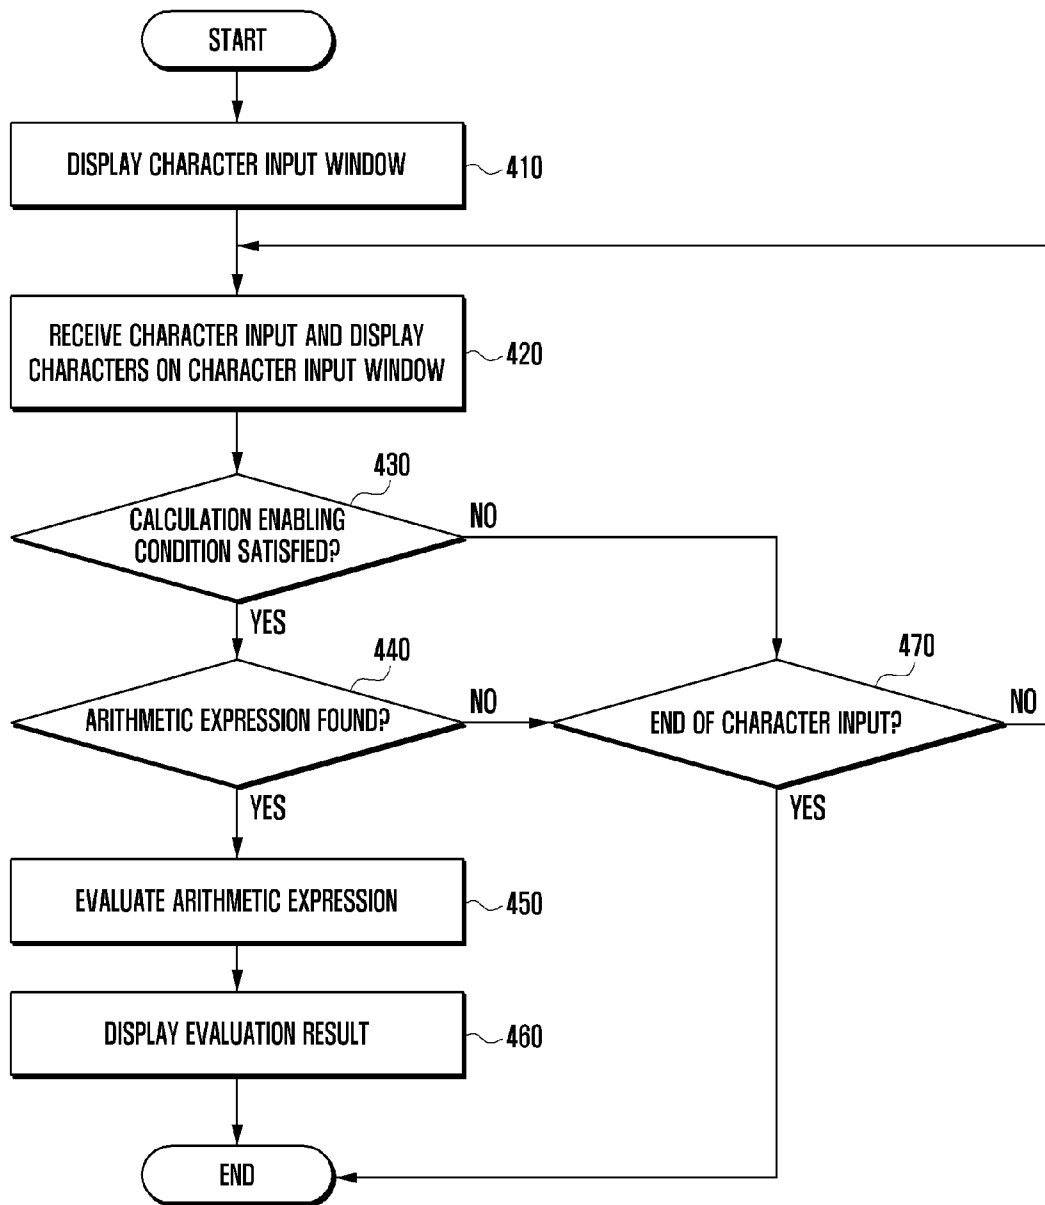 START
DISPLAY CHARACTER INPUT WINDOW
410
RECEIVE CHARACTER INPUT AND DISPLAY
CHARACTERS ON CHARACTER INPUT WINDOW
420
430
CALCULATION ENABLING
CONDITION SATISFIED?
NO
YES
440
ARITHMETIC EXPRESSION FOUND?
NO
YES
470
END OF CHARACTER INPUT?
NO
YES
EVALUATE ARITHMETIC EXPRESSION
450
DISPLAY EVALUATION RESULT
460
END